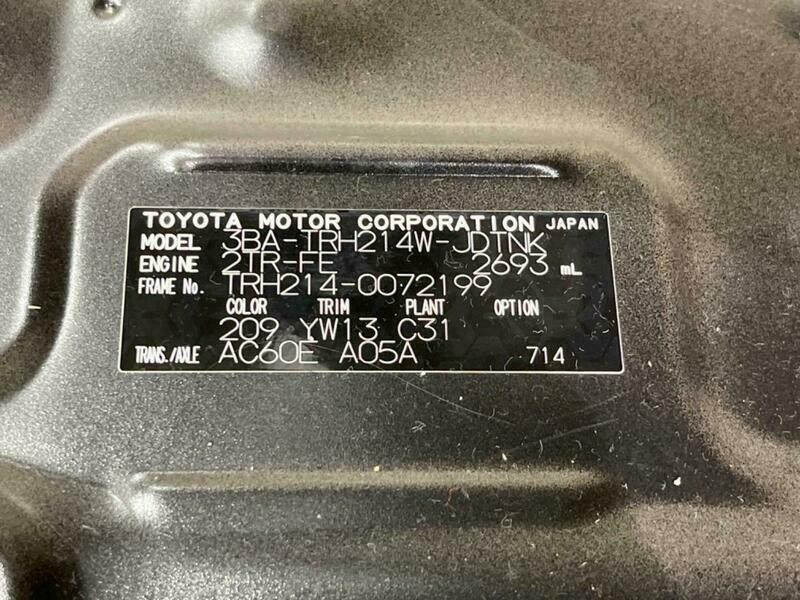 TOYOTA MOTOR CORPORATION JAPAN
MODEL 3BA-TRH214W-JDTNK
ENGINE 2TR-FE 2693 mL
FRAME No. TRH214-0072199
COLOR TRIM PLANT OPTION
209 YW13 C31
TRANS./AXLE AC60E A05A 714